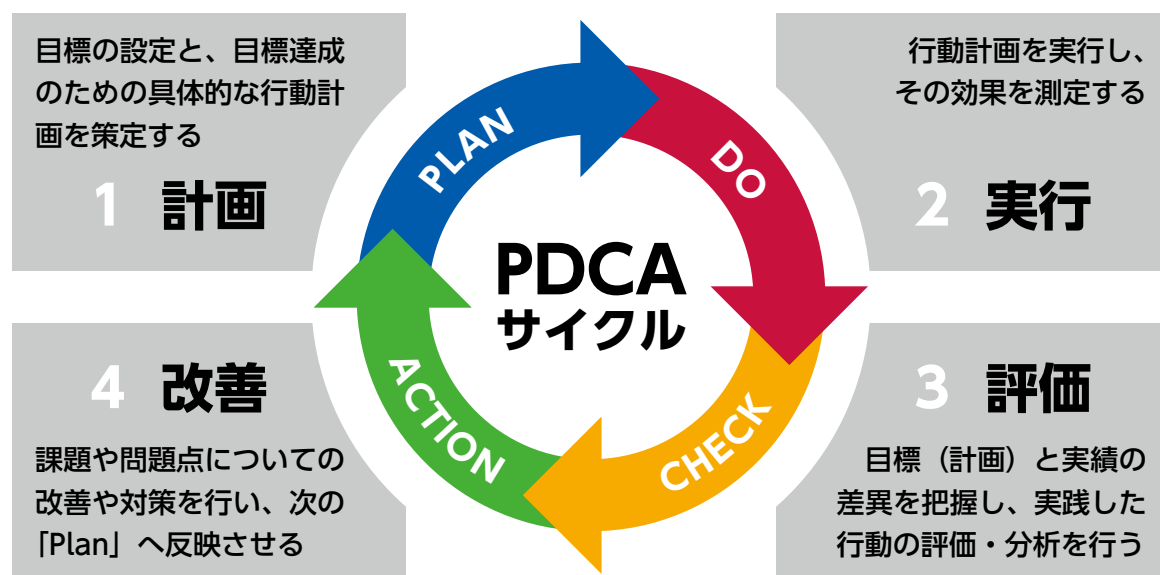 目標の設定と、目標達成
のための具体的な行動計
画を策定する
1 計画
行動計画を実行し、
その効果を測定する
2 実行
PLAN
DO
PDCA
サイクル
ACTION
CHECK
4 改善
課題や問題点についての
改善や対策を行い、次の
「Plan」へ反映させる
3 評価
目標（計画）と実績の
差異を把握し、実践した
行動の評価・分析を行う